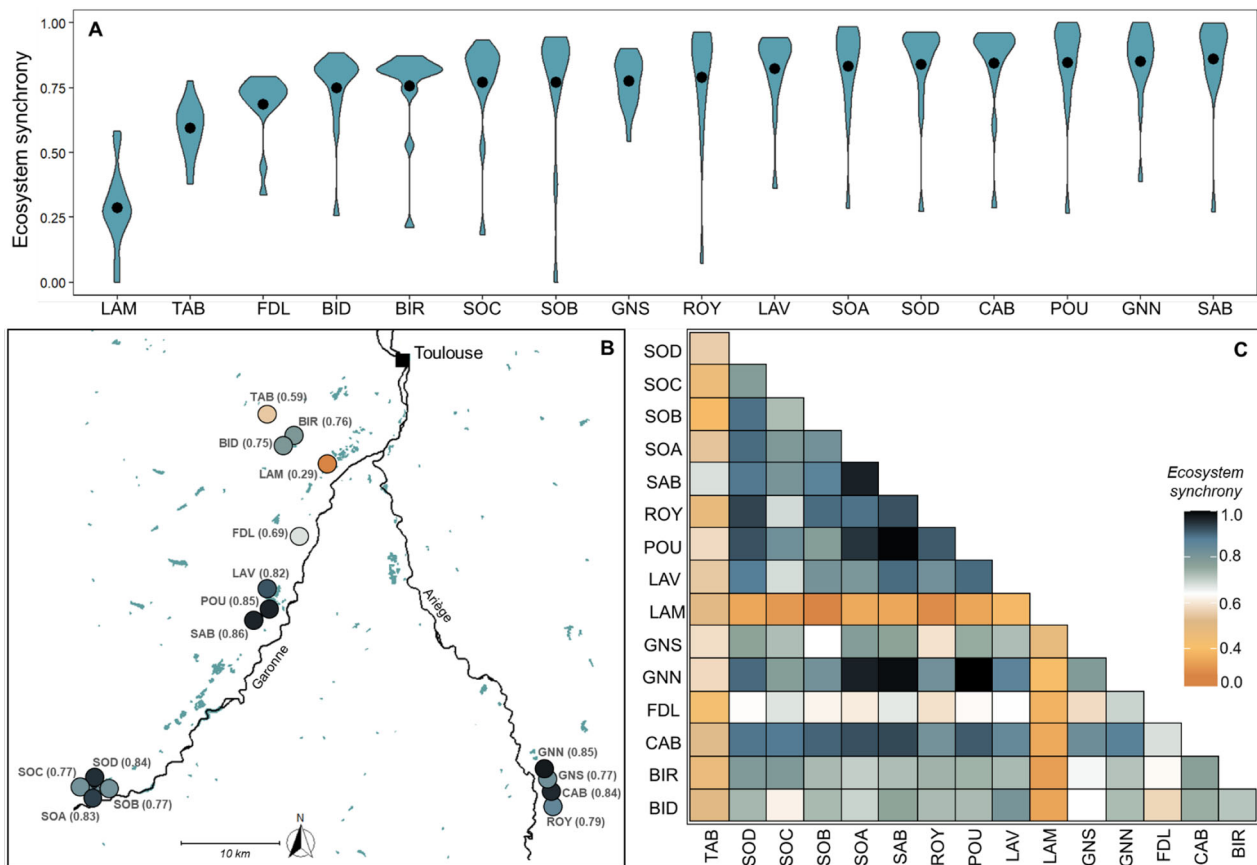 A
Ecosystem synchrony
1.00
0.75
0.50
0.25
0.00
LAM TAB FDL BID BIR SOC SOB GNS ROY LAV SOA SOD CAB POU GNN SAB
B
Toulouse
TAB (0.59)
BIR (0.76)
BID (0.75)
LAM (0.29)
FDL (0.69)
LAV (0.82)
POU (0.85)
SAB (0.86)
Garonne
Ariège
SOC (0.77)
SOD (0.84)
SOB (0.77)
SOA (0.83)
GNN (0.85)
GNS (0.77)
CAB (0.84)
ROY (0.79)
10 km
N
C
SOD
SOC
SOB
SOA
SAB
ROY
POU
LAV
LAM
GNS
GNN
FDL
CAB
BIR
BID
TAB SOD SOC SOB SOA SAB ROY POU LAV LAM GNS GNN FDL CAB BIR
Ecosystem
synchrony
1.0
0.8
0.6
0.4
0.0